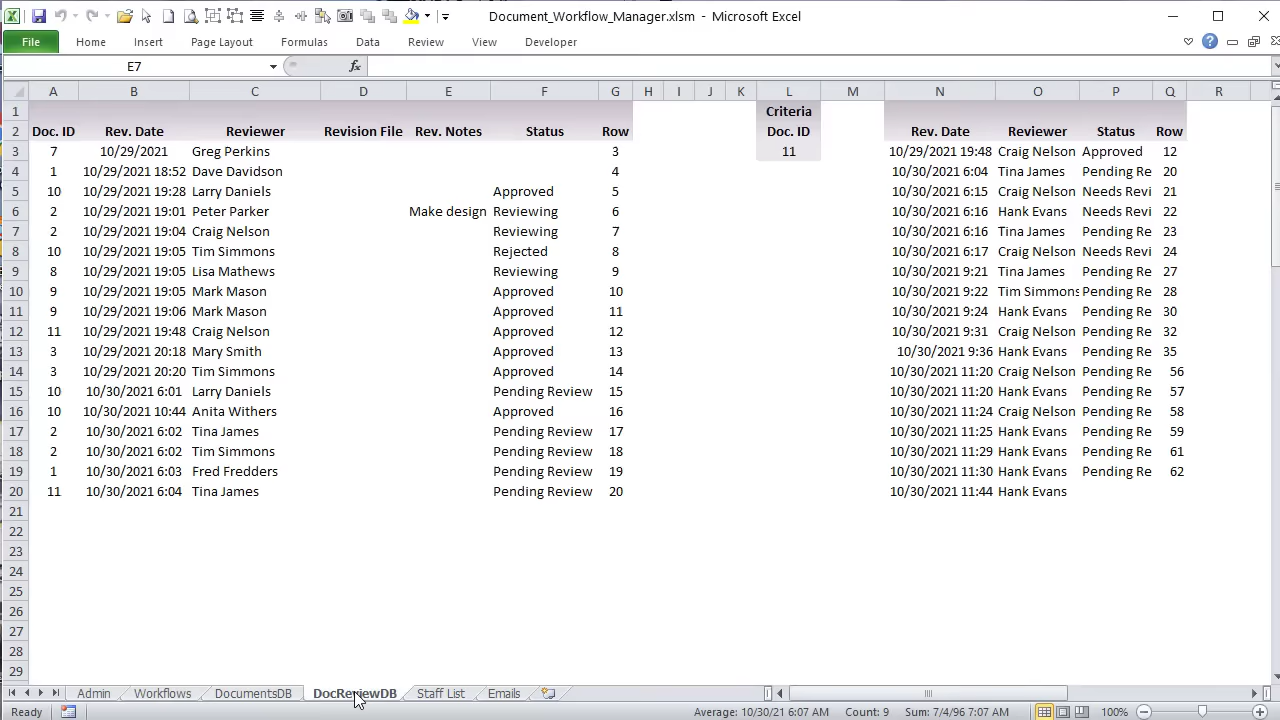 Document_Workflow_Manager.xlsm - Microsoft Excel
File Home Insert Page Layout Formulas Data Review View Developer
E7 fx
A B C D E F G H I J K L M N O P Q R
1 Criteria
2 Doc. ID Rev. Date Reviewer Revision File Rev. Notes Status Row Doc. ID Rev. Date Reviewer Status Row
3 7 10/29/2021 Greg Perkins 3 11 10/29/2021 19:48 Craig Nelson Approved 12
4 1 10/29/2021 18:52 Dave Davidson 4 10/30/2021 6:04 Tina James Pending Re 20
5 10 10/29/2021 19:28 Larry Daniels Approved 5 10/30/2021 6:15 Craig Nelson Needs Revi 21
6 2 10/29/2021 19:01 Peter Parker Make design Reviewing 6 10/30/2021 6:16 Hank Evans Needs Revi 22
7 2 10/29/2021 19:04 Craig Nelson Reviewing 7 10/30/2021 6:16 Tina James Pending Re 23
8 10 10/29/2021 19:05 Tim Simmons Rejected 8 10/30/2021 6:17 Craig Nelson Needs Revi 24
9 8 10/29/2021 19:05 Lisa Mathews Reviewing 9 10/30/2021 9:21 Tina James Pending Re 27
10 9 10/29/2021 19:05 Mark Mason Approved 10 10/30/2021 9:22 Tim Simmons Pending Re 28
11 9 10/29/2021 19:06 Mark Mason Approved 11 10/30/2021 9:24 Hank Evans Pending Re 30
12 11 10/29/2021 19:48 Craig Nelson Approved 12 10/30/2021 9:31 Craig Nelson Pending Re 32
13 3 10/29/2021 20:18 Mary Smith Approved 13 10/30/2021 9:36 Hank Evans Pending Re 35
14 3 10/29/2021 20:20 Tim Simmons Approved 14 10/30/2021 11:20 Craig Nelson Pending Re 56
15 10 10/30/2021 6:01 Larry Daniels Pending Review 15 10/30/2021 11:20 Hank Evans Pending Re 57
16 10 10/30/2021 10:44 Anita Withers Approved 16 10/30/2021 11:24 Craig Nelson Pending Re 58
17 2 10/30/2021 6:02 Tina James Pending Review 17 10/30/2021 11:25 Hank Evans Pending Re 59
18 2 10/30/2021 6:02 Tim Simmons Pending Review 18 10/30/2021 11:29 Hank Evans Pending Re 61
19 1 10/30/2021 6:03 Fred Fredders Pending Review 19 10/30/2021 11:30 Hank Evans Pending Re 62
20 11 10/30/2021 6:04 Tina James Pending Review 20 10/30/2021 11:44 Hank Evans
21
22
23
24
25
26
27
28
29
Admin Workflows DocumentsDB DocReviewDB Staff List Emails
Ready Average: 10/30/21 6:07 AM Count: 9 Sum: 7/4/96 7:07 AM 100%